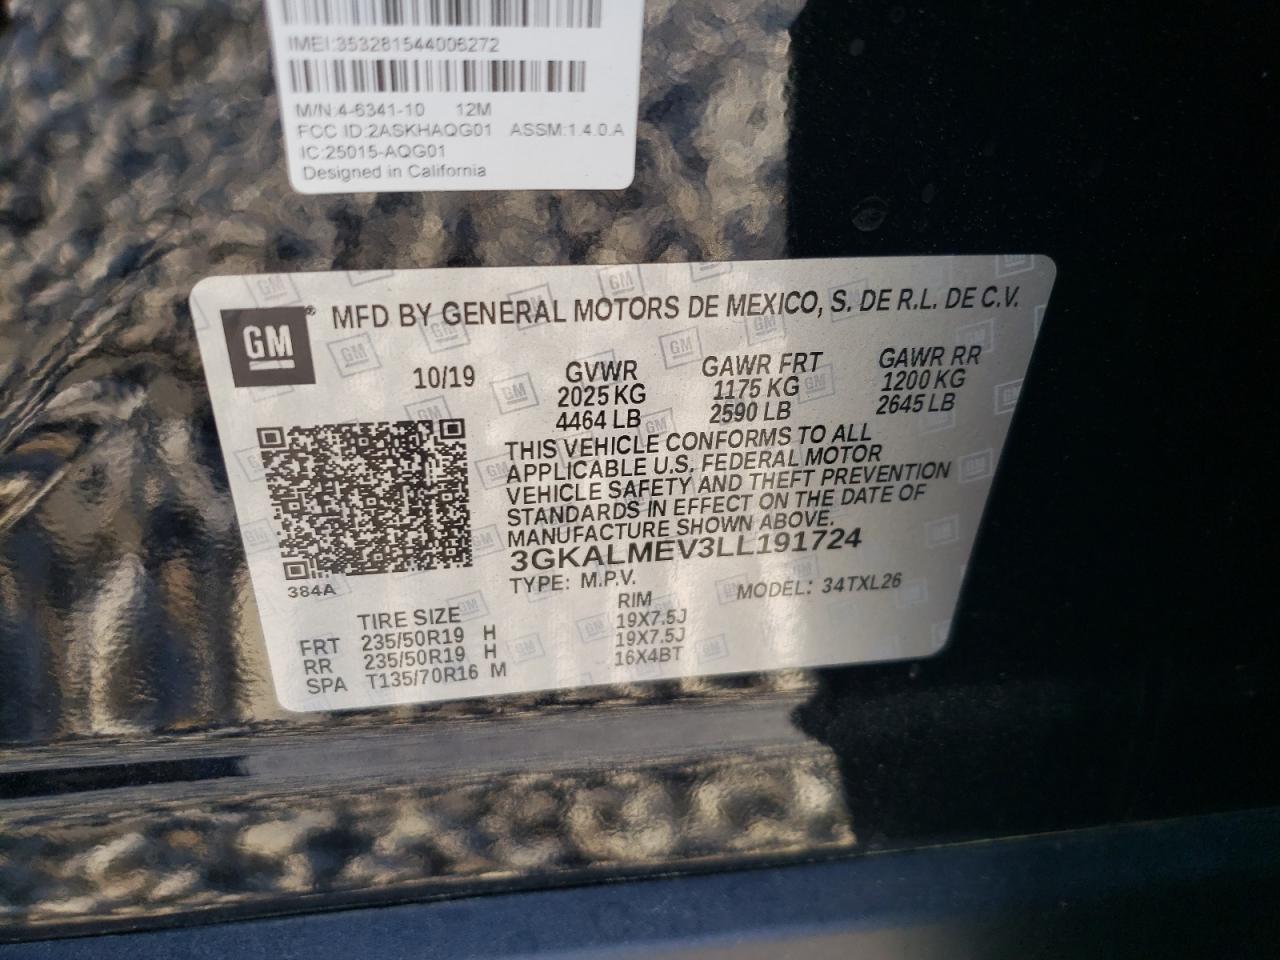 IMEI:353281544006272
M/N:4-6341-10 12M
FCC ID:2ASKHAQG01 ASSM:1.4.0.A
IC:25015-AQG01
Designed in California
GM® MFD BY GENERAL MOTORS DE MEXICO, S. DE R.L. DE C.V.
10/19 GVWR GAWR FRT GAWR RR
2025 KG 1175 KG 1200 KG
4464 LB 2590 LB 2645 LB
THIS VEHICLE CONFORMS TO ALL
APPLICABLE U.S. FEDERAL MOTOR
VEHICLE SAFETY AND THEFT PREVENTION
STANDARDS IN EFFECT ON THE DATE OF
MANUFACTURE SHOWN ABOVE.
3GKALMEV3LL191724
TYPE: M.P.V. MODEL: 34TXL26
384A
TIRE SIZE RIM
FRT 235/50R19 H 19X7.5J
RR 235/50R19 H 19X7.5J
SPA T135/70R16 M 16X4BT